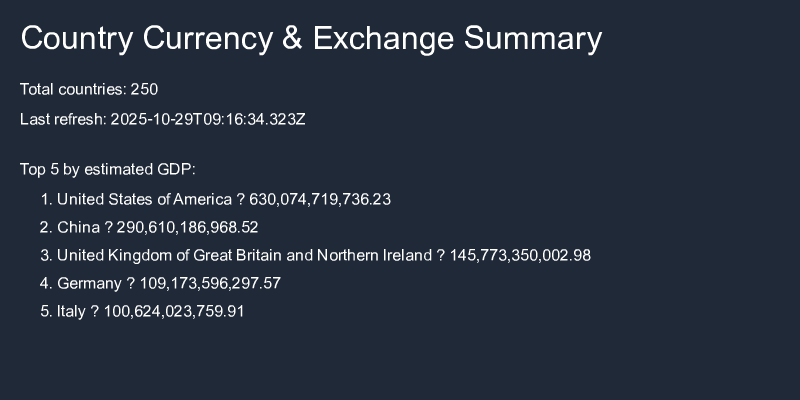 Country Currency & Exchange Summary
Total countries: 250
Last refresh: 2025-10-29T09:16:34.323Z
Top 5 by estimated GDP:
1. United States of America ? 630,074,719,736.23
2. China ? 290,610,186,968.52
3. United Kingdom of Great Britain and Northern Ireland ? 145,773,350,002.98
4. Germany ? 109,173,596,297.57
5. Italy ? 100,624,023,759.91